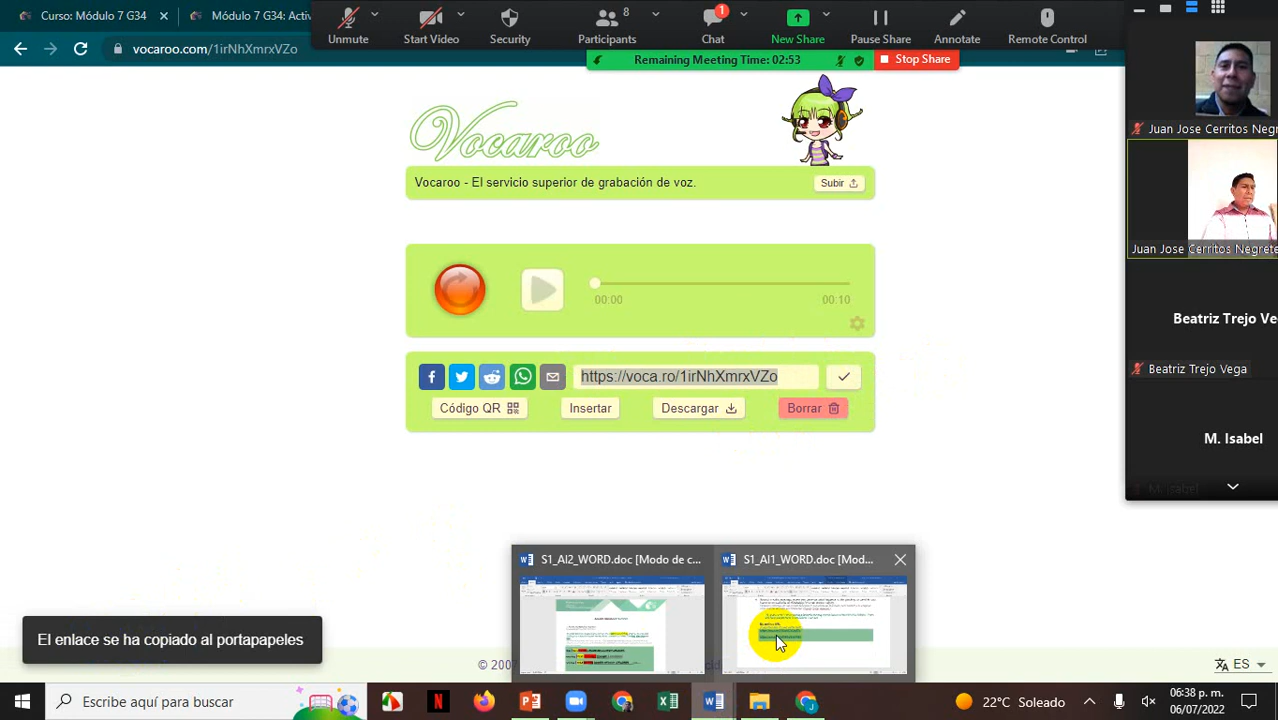 Curso: Módulo 7 G34
Módulo 7 G34: Activ
vocaroo.com/1irNhXmrxVZo
Unmute
Start Video
Security
Participants
8
Chat
1
New Share
Pause Share
Annotate
Remote Control
Remaining Meeting Time: 02:53
Stop Share
Juan Jose Cerritos Negre
Juan Jose Cerritos Negrete
Beatriz Trejo Ve
Beatriz Trejo Vega
M. Isabel
M. Isabel
Vocaroo
Vocaroo - El servicio superior de grabación de voz.
Subir
00:00
00:10
https://voca.ro/1irNhXmrxVZo
Código QR
Insertar
Descargar
Borrar
S1_AI2_WORD.doc [Modo de c...
S1_AI1_WORD.doc [Mod...
El enlace se ha copiado al portapapeles
© 2007
ES
Escribe aquí para buscar
22°C Soleado
06:38 p. m.
06/07/2022